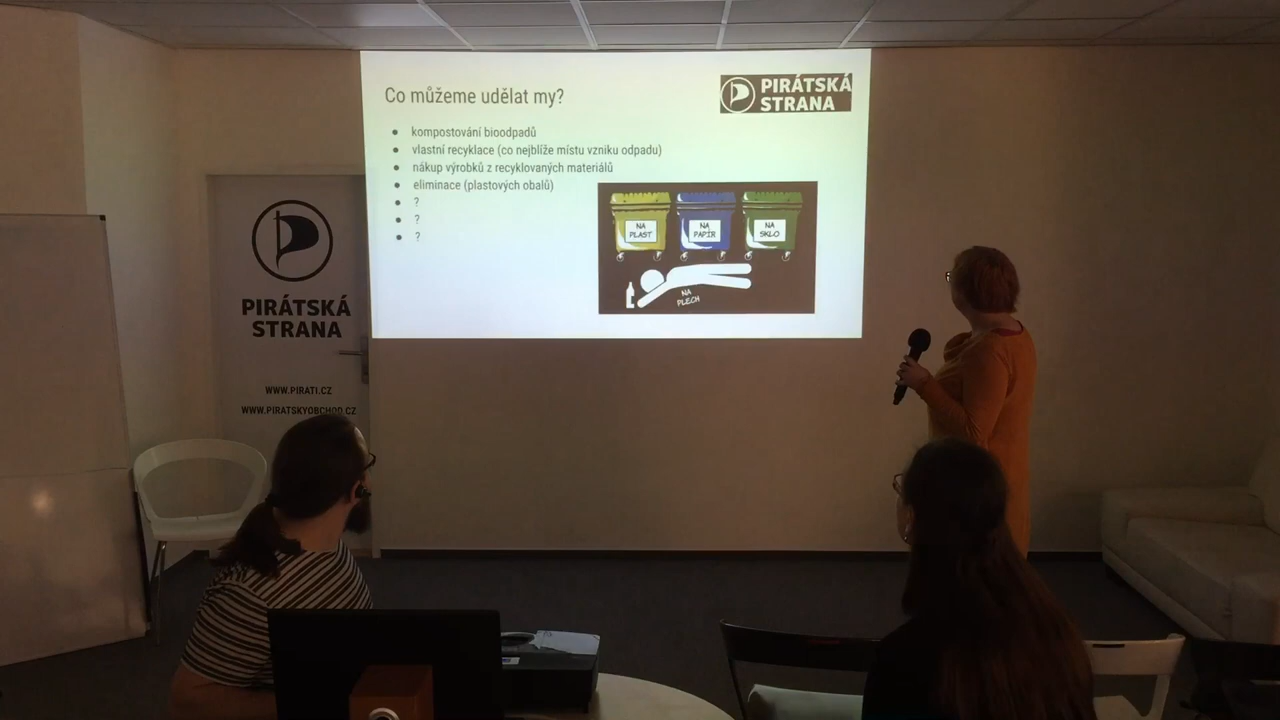 Co můžeme udělat my?
PIRÁTSKÁ
STRANA
● kompostování bioodpadů
● vlastní recyklace (co nejblíže místu vzniku odpadu)
● nákup výrobků z recyklovaných materiálů
● eliminace (plastových obalů)
● ?
● ?
● ?
NA
PLAST
NA
PAPÍR
NA
SKLO
NA
PLECH
PIRÁTSKÁ
STRANA
WWW.PIRATI.CZ
WWW.PIRATSKYOBCHOD.CZ